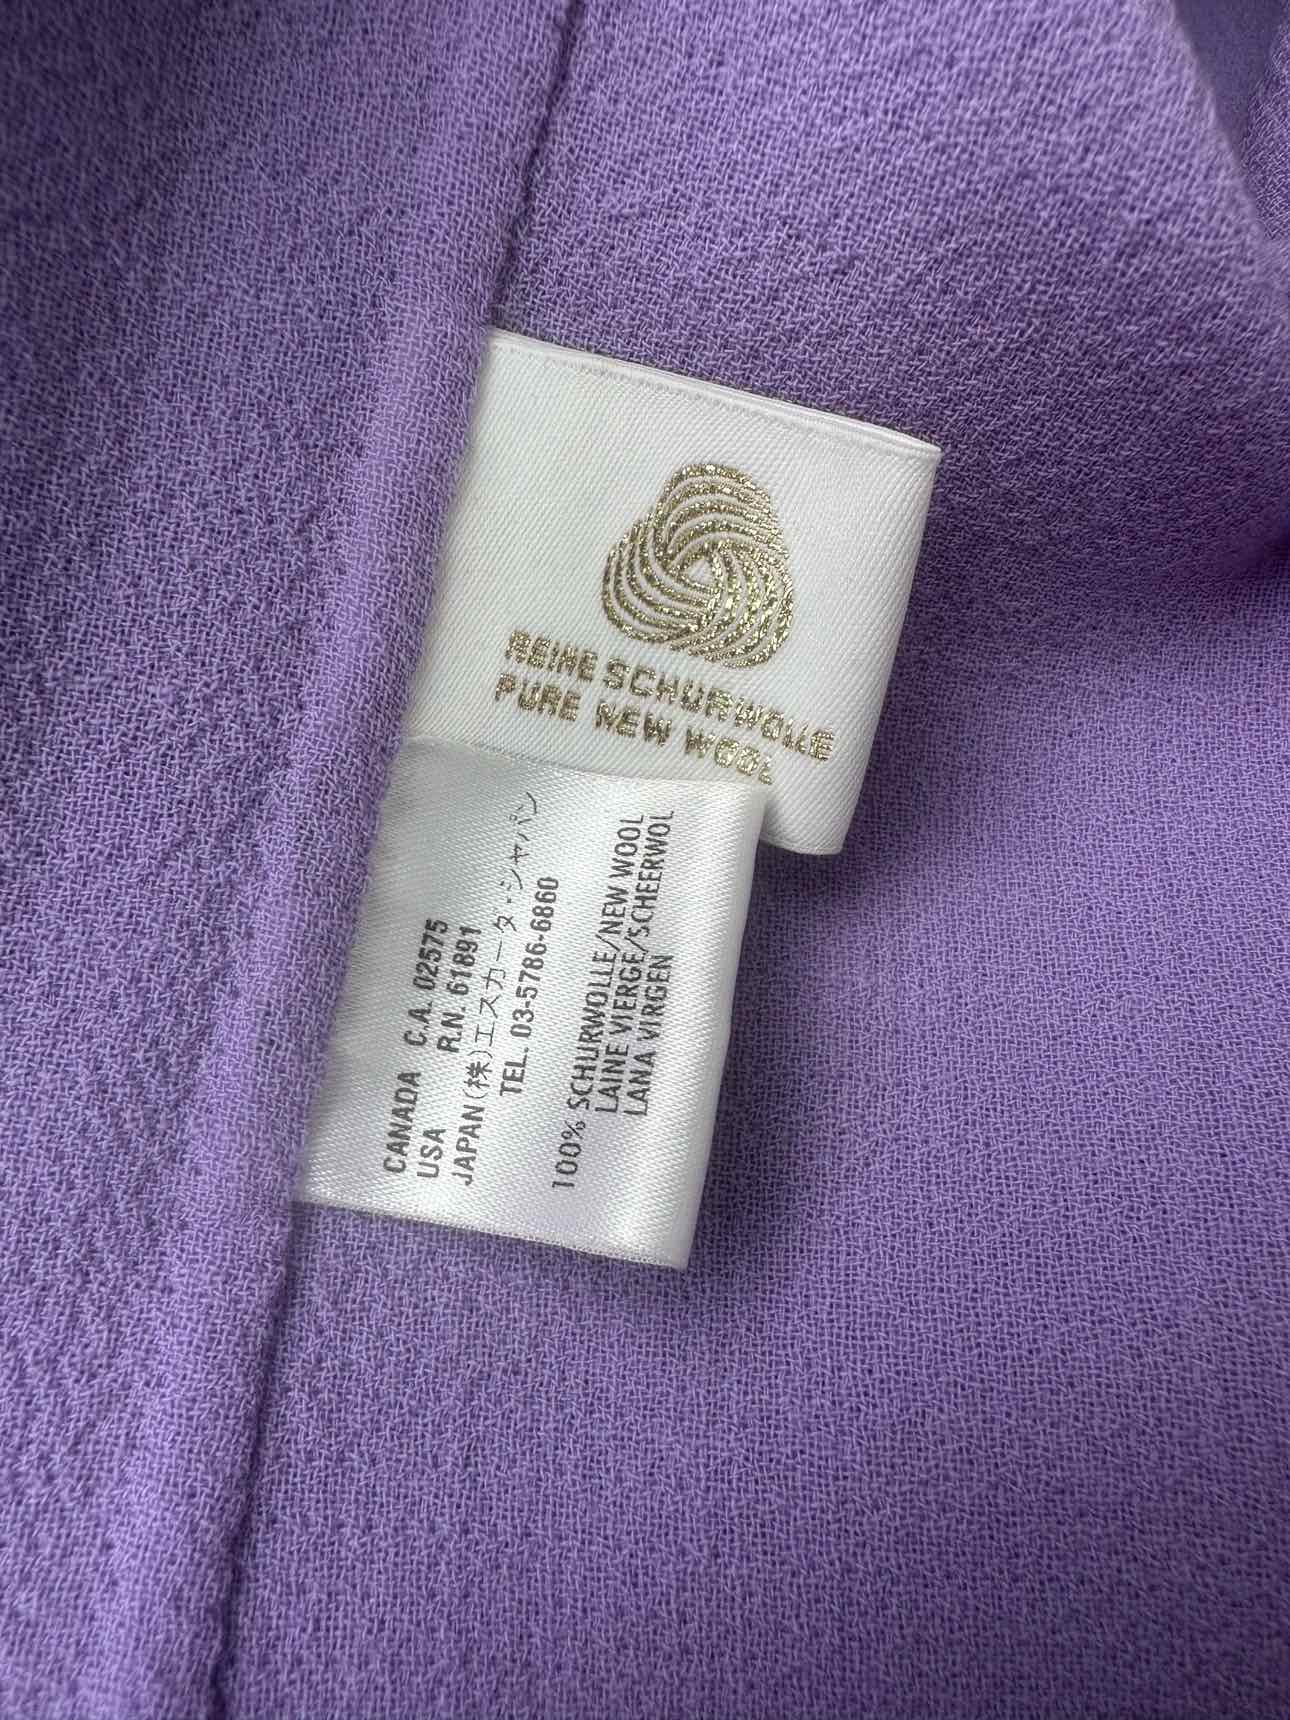 REINE SCHURWOLLE
PURE NEW WOOL
CANADA C.A. 02575
USA R.N. 61891
JAPAN (株)エスカーダ・ジャパン
TEL. 03-5786-6860
100% SCHURWOLLE/NEW WOOL
LAINE VIERGE/SCHEERWOL
LANA VIRGEN